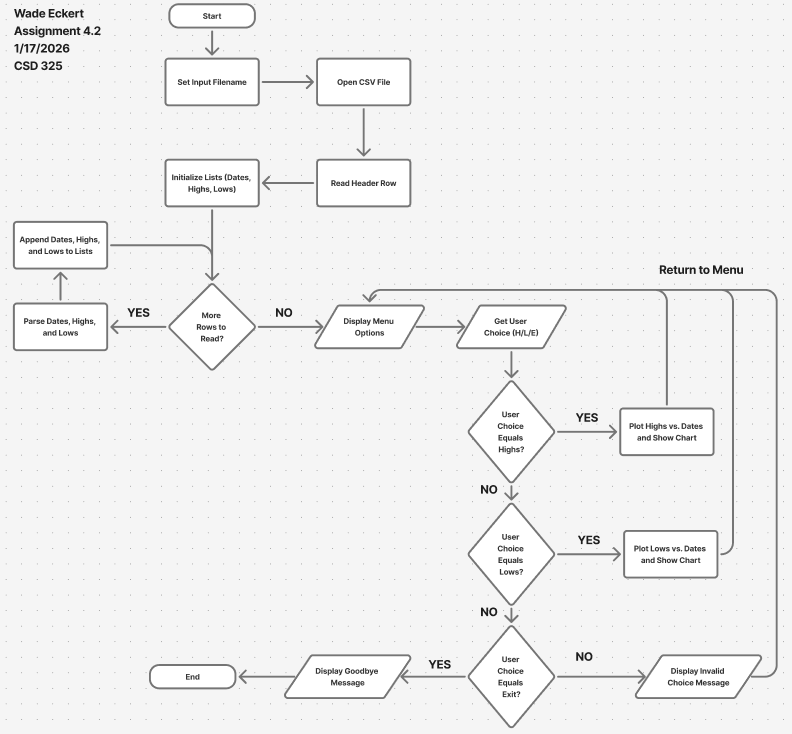 Wade Eckert
Assignment 4.2
1/17/2026
CSD 325
Start
Set Input Filename
Open CSV File
Initialize Lists (Dates,
Highs, Lows)
Read Header Row
Append Dates, Highs,
and Lows to Lists
Return to Menu
Parse Dates, Highs,
and Lows
YES
More
Rows to
Read?
NO
Display Menu
Options
Get User
Choice (H/L/E)
User
Choice
Equals
Highs?
YES
Plot Highs vs. Dates
and Show Chart
NO
User
Choice
Equals
Lows?
YES
Plot Lows vs. Dates
and Show Chart
NO
End
Display Goodbye
Message
YES
User
Choice
Equals
Exit?
NO
Display Invalid
Choice Message